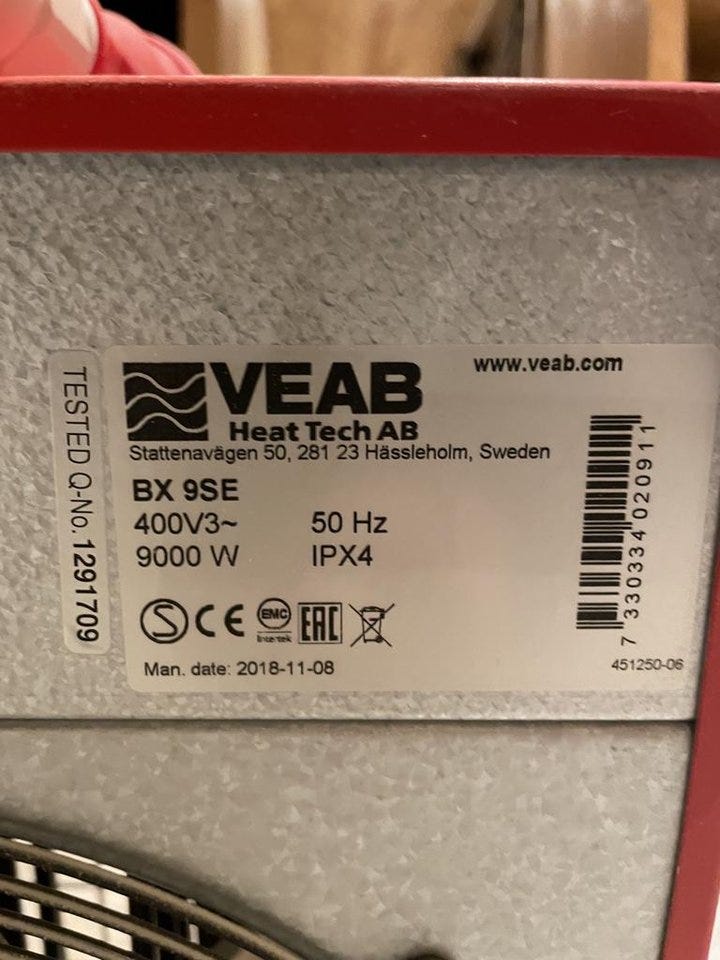 www.veab.com
VEAB
Heat Tech AB
Stattenavägen 50, 281 23 Hässleholm, Sweden
BX 9SE
400V3~ 50 Hz
9000 W IPX4
S CE EMC Intertek EAC
Man. date: 2018-11-08
7 330334 020911
451250-06
TESTED Q-No. 1291709